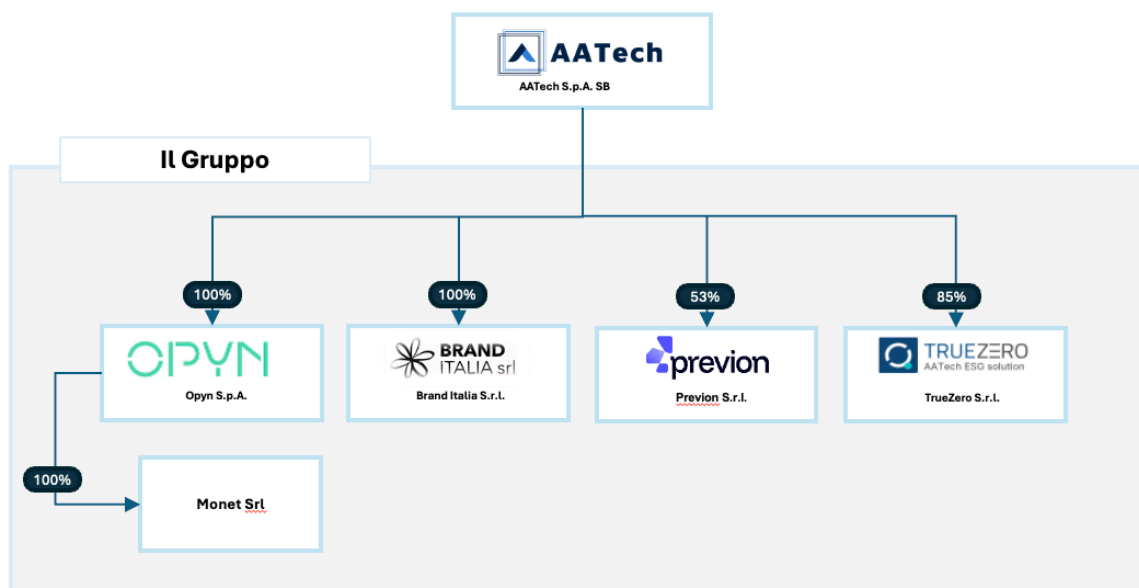 AATech
AATech S.p.A. SB
Il Gruppo
100%
100%
53%
85%
OPYN
Opyn S.p.A.
BRAND
ITALIA srl
Brand Italia S.r.l.
previon
Previon S.r.l.
TRUEZERO
AATech ESG solution
TrueZero S.r.l.
100%
Monet Srl